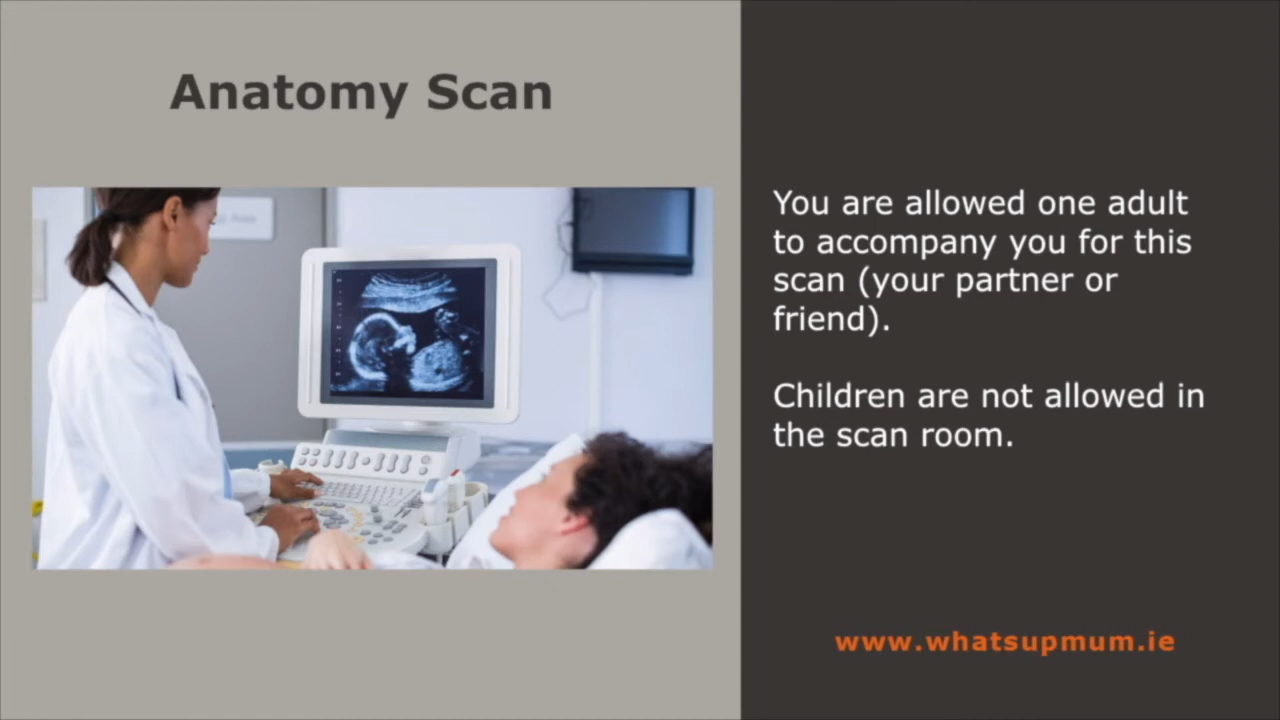 Anatomy Scan
You are allowed one adult
to accompany you for this
scan (your partner or
friend).
Children are not allowed in
the scan room.
www.whatsupmum.ie